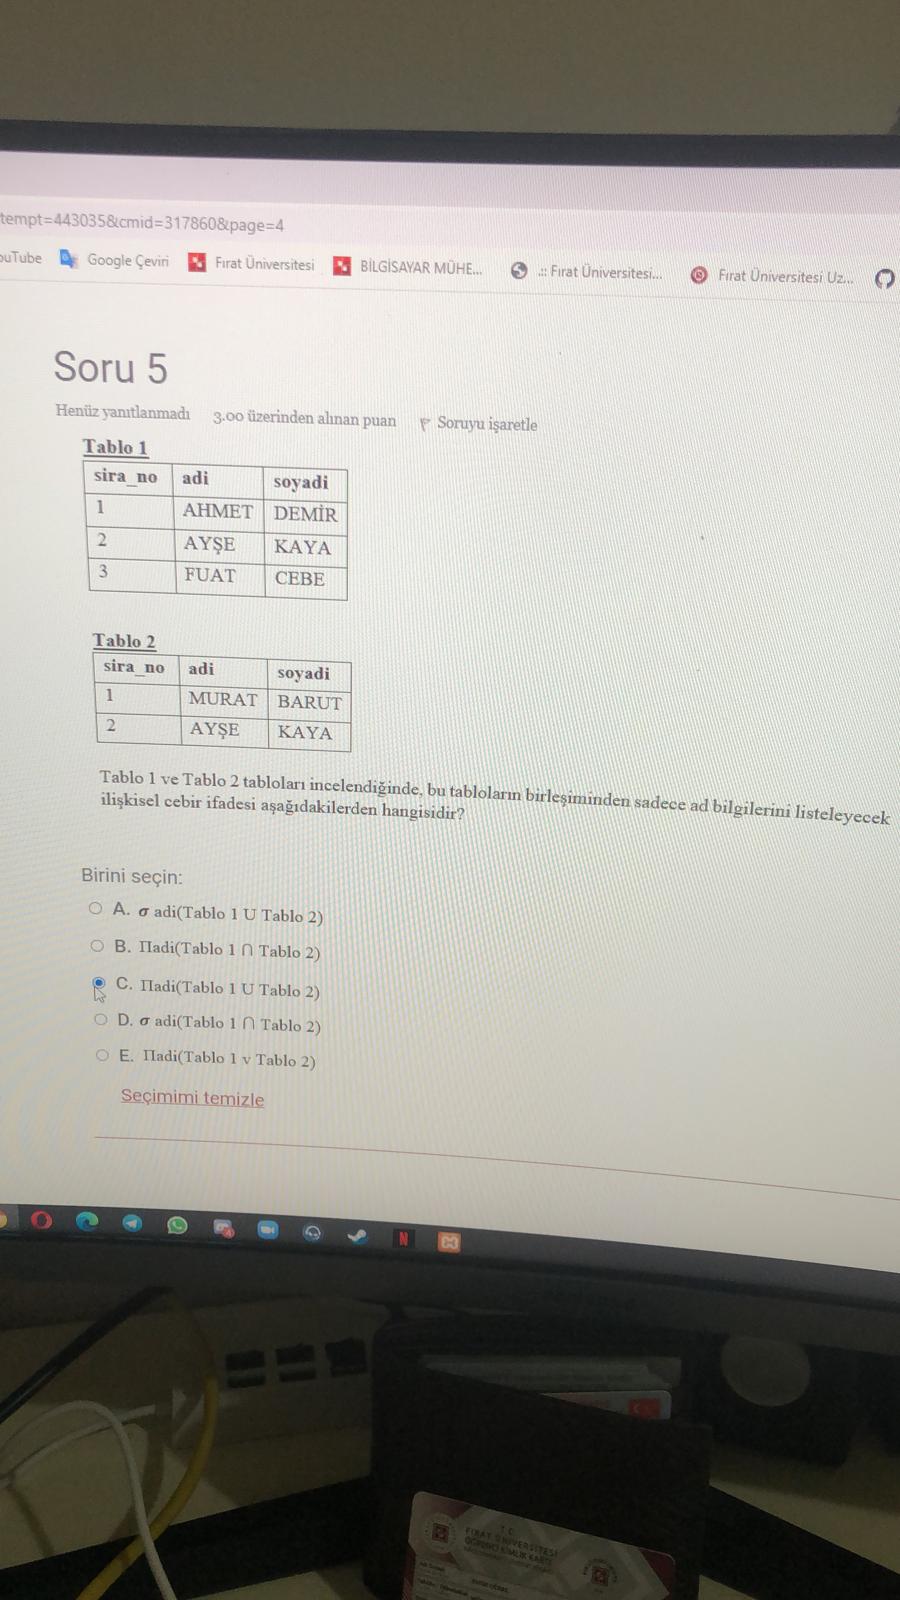 tempt=443035&cmid=317860&page=4
ouTube Google Çeviri Fırat Üniversitesi BİLGİSAYAR MÜHE... .:: Fırat Üniversitesi... Fırat Üniversitesi Uz...
Soru 5
Henüz yanıtlanmadı 3.00 üzerinden alınan puan Soruyu işaretle
Tablo 1
sira_no adi soyadi
1 AHMET DEMİR
2 AYŞE KAYA
3 FUAT CEBE
Tablo 2
sira_no adi soyadi
1 MURAT BARUT
2 AYŞE KAYA
Tablo 1 ve Tablo 2 tabloları incelendiğinde, bu tabloların birleşiminden sadece ad bilgilerini listeleyecek
ilişkisel cebir ifadesi aşağıdakilerden hangisidir?
Birini seçin:
A. σ adi(Tablo 1 U Tablo 2)
B. Πadi(Tablo 1 ∩ Tablo 2)
C. Πadi(Tablo 1 U Tablo 2)
D. σ adi(Tablo 1 ∩ Tablo 2)
E. Πadi(Tablo 1 v Tablo 2)
Seçimimi temizle
N
T.C.
FIRAT ÜNİVERSİTESİ
ÖĞRENCİ KİMLİK KARTI